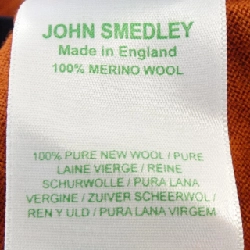 JOHN SMEDLEY
Made in England
100% MERINO WOOL
100% PURE NEW WOOL / PURE
LAINE VIERGE / REINE
SCHURWOLLE / PURA LANA
VERGINE / ZUIVER SCHEERWOL /
REN Y ULD / PURA LANA VIRGEM